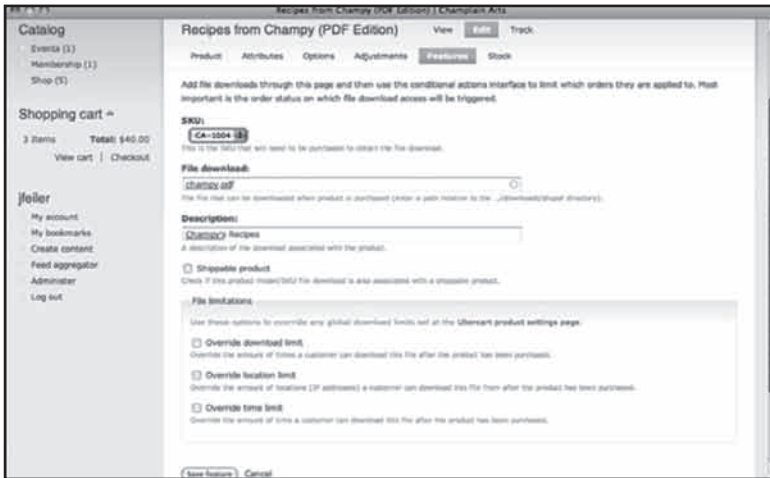 Recipes from Champy (PDF Edition) | Champlain Arts
Catalog
Events (1)
Membership (1)
Shop (5)
Shopping cart
3 items Total: $40.00
View cart | Checkout
jfeiler
My account
My bookmarks
Create content
Feed aggregator
Administer
Log out
Recipes from Champy (PDF Edition) View Edit Track
Product Attributes Options Adjustments Features Stock
Add file downloads through this page and then use the conditional actions interface to limit which orders they are applied to. Most
important is the order status on which file download access will be triggered.
SKU:
CA-1004
This is the SKU that will need to be purchased to obtain the file download.
File download:
champy.pdf
The file that can be downloaded when product is purchased (enter a path relative to the ../downloads/drupal directory).
Description:
Champy's Recipes
A description of the download associated with the product.
Shippable product
Check if this product model/SKU file download is also associated with a shippable product.
File limitations
Use these options to override any global download limits set at the Ubercart product settings page.
Override download limit
Override the amount of times a customer can download this file after the product has been purchased.
Override location limit
Override the amount of locations (IP addresses) a customer can download this file from after the product has been purchased.
Override time limit
Override the amount of time a customer can download this file after the product has been purchased.
Save feature Cancel